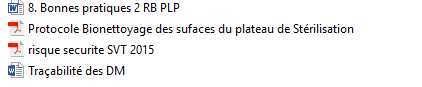 8. Bonnes pratiques 2 RB PLP
Protocole Bionettoyage des sufaces du plateau de Stérilisation
risque securite SVT 2015
Traçabilité des DM